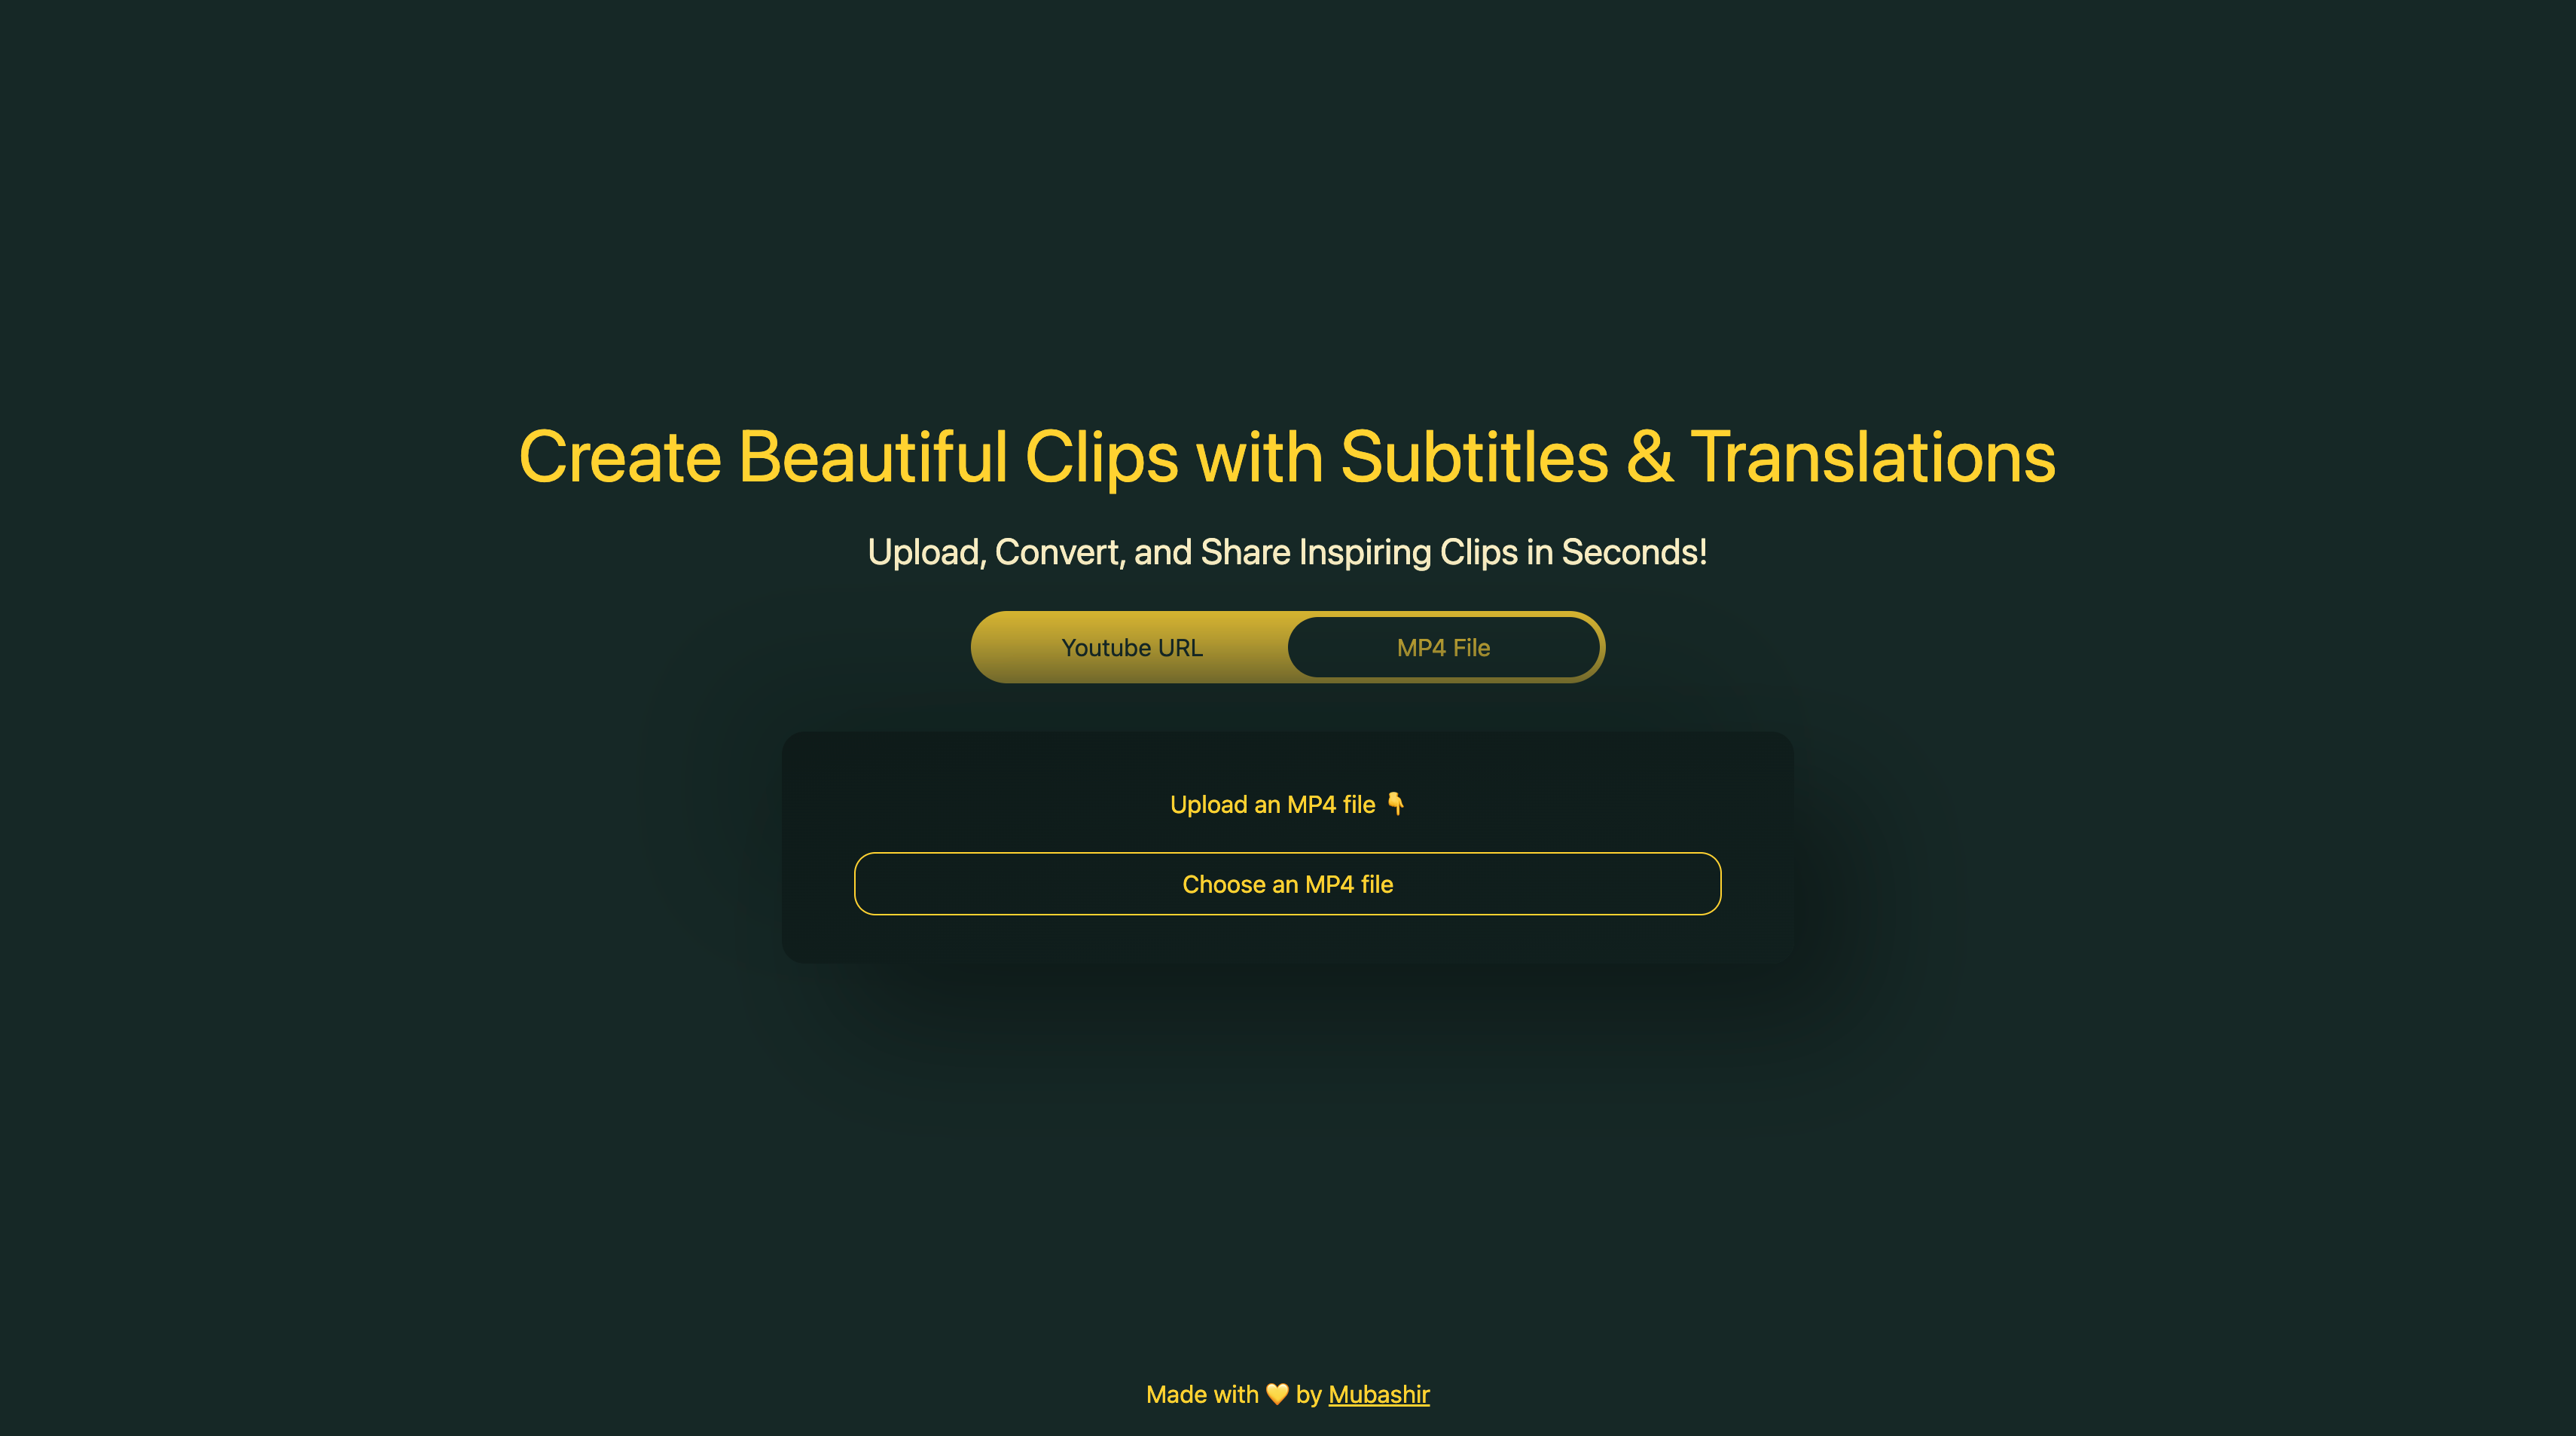 Create Beautiful Clips with Subtitles & Translations
Upload, Convert, and Share Inspiring Clips in Seconds!
Youtube URL
MP4 File
Upload an MP4 file 👇
Choose an MP4 file
Made with 💛 by Mubashir